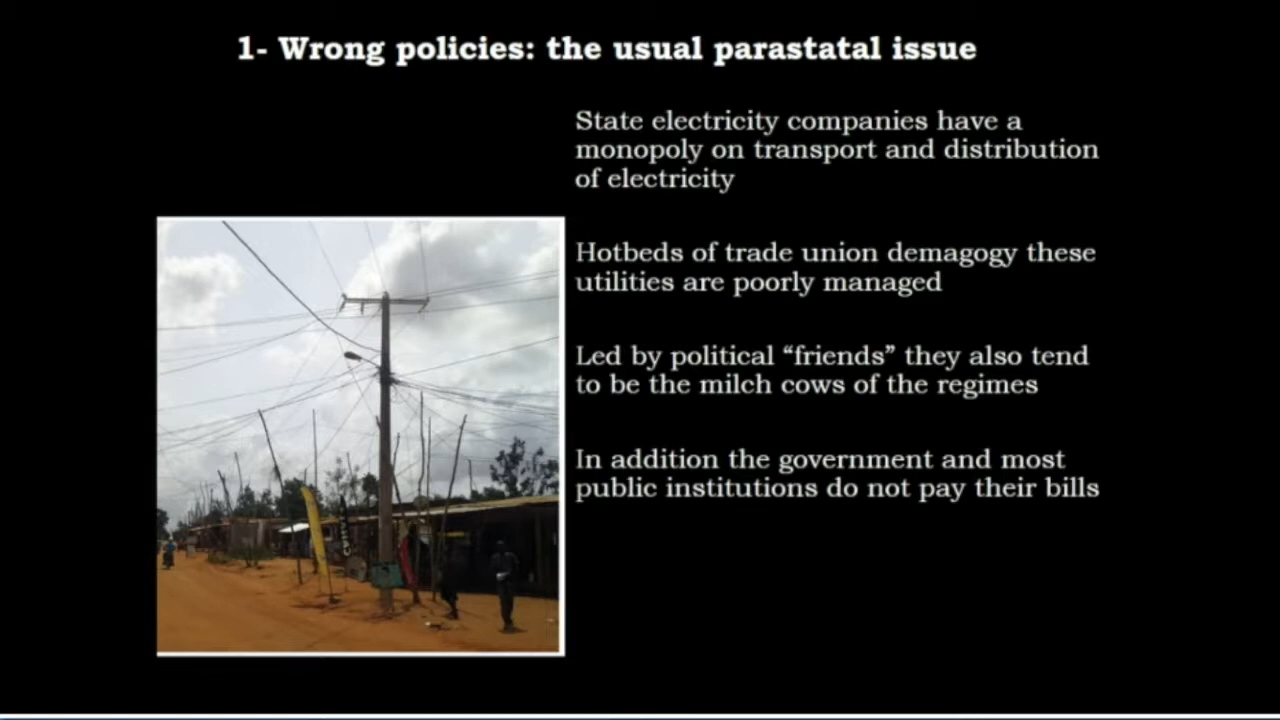 1- Wrong policies: the usual parastatal issue
State electricity companies have a
monopoly on transport and distribution
of electricity
Hotbeds of trade union demagogy these
utilities are poorly managed
Led by political “friends” they also tend
to be the milch cows of the regimes
In addition the government and most
public institutions do not pay their bills